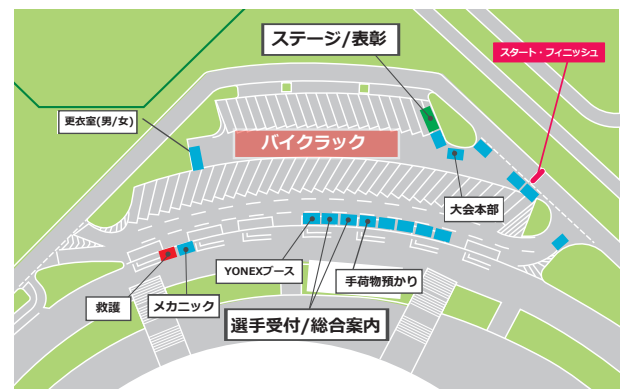 ステージ/表彰
スタート・フィニッシュ
更衣室(男/女)
バイクラック
大会本部
YONEXブース
手荷物預かり
救護
メカニック
選手受付/総合案内